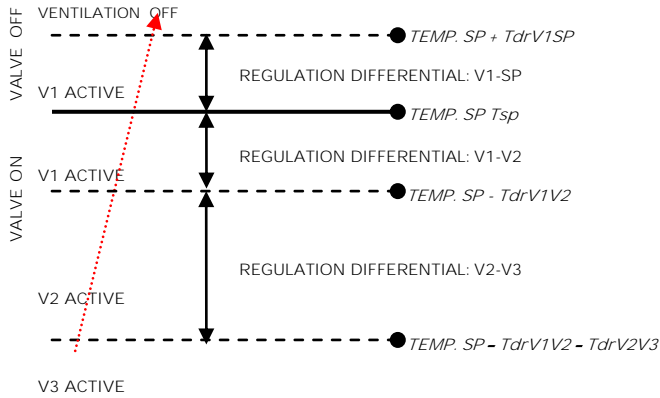 VALVE OFF
VENTILATION OFF
TEMP. SP + TdrV1SP
REGULATION DIFFERENTIAL: V1-SP
V1 ACTIVE
TEMP. SP Tsp
VALVE ON
REGULATION DIFFERENTIAL: V1-V2
V1 ACTIVE
TEMP. SP - TdrV1V2
REGULATION DIFFERENTIAL: V2-V3
V2 ACTIVE
TEMP. SP – TdrV1V2 – TdrV2V3
V3 ACTIVE